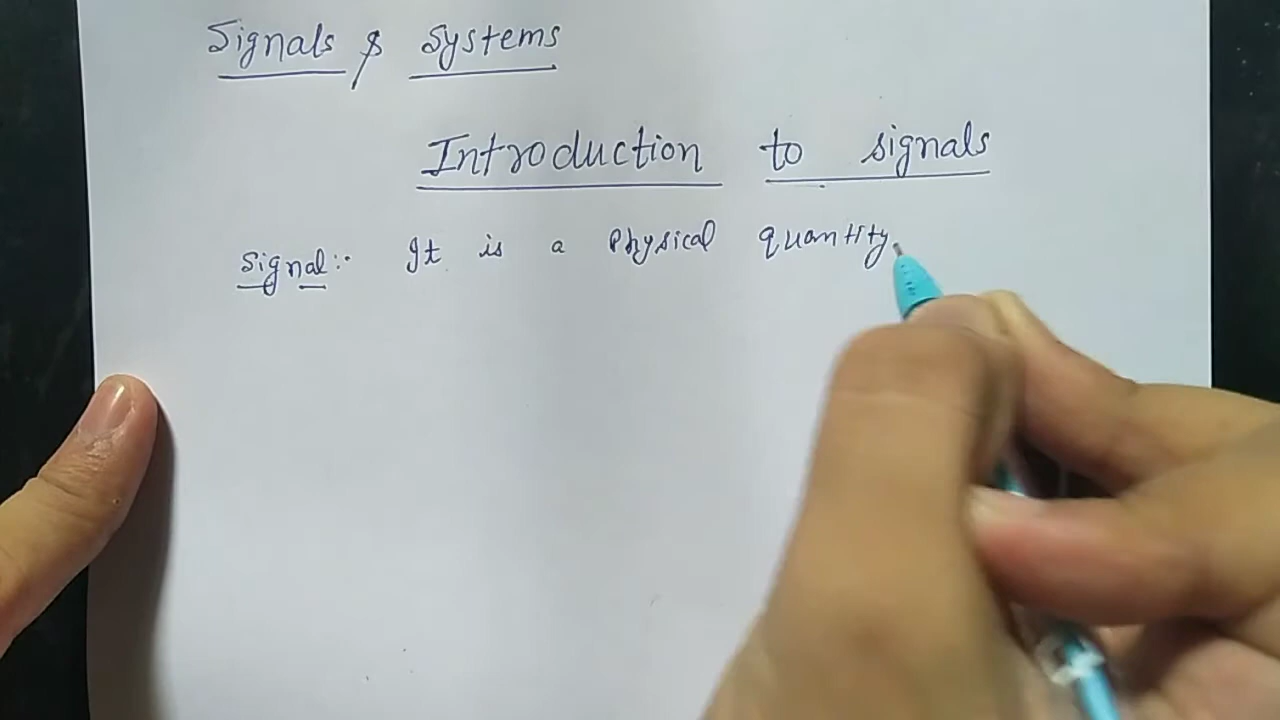 Signals & Systems
Introduction to signals
Signal:- It is a Physical quantity